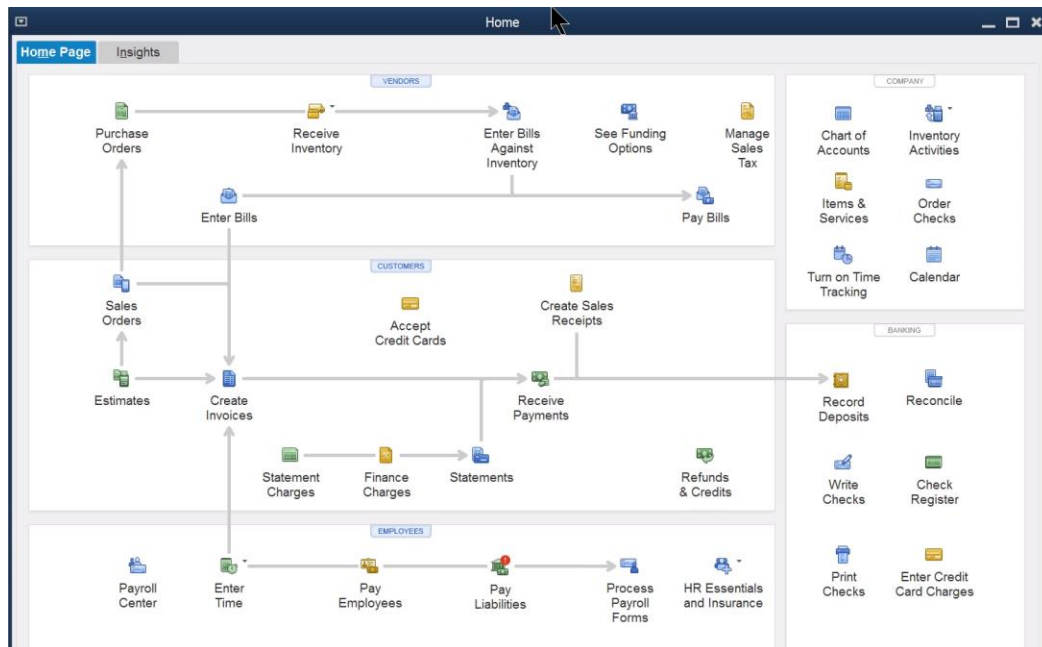 Home
Home Page
Insights
VENDORS
Purchase
Orders
Receive
Inventory
Enter Bills
Against
Inventory
See Funding
Options
Manage
Sales
Tax
Enter Bills
Pay Bills
CUSTOMERS
Sales
Orders
Accept
Credit Cards
Create Sales
Receipts
Estimates
Create
Invoices
Receive
Payments
Statement
Charges
Finance
Charges
Statements
Refunds
& Credits
EMPLOYEES
Payroll
Center
Enter
Time
Pay
Employees
Pay
Liabilities
Process
Payroll
Forms
HR Essentials
and Insurance
COMPANY
Chart of
Accounts
Inventory
Activities
Items &
Services
Order
Checks
Turn on Time
Tracking
Calendar
BANKING
Record
Deposits
Reconcile
Write
Checks
Check
Register
Print
Checks
Enter Credit
Card Charges